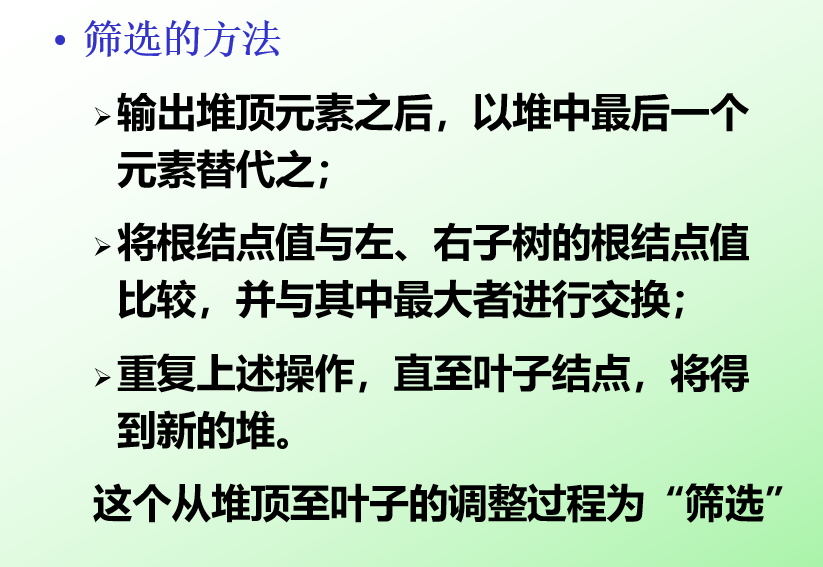 • 筛选的方法
➢输出堆顶元素之后，以堆中最后一个
元素替代之；
➢将根结点值与左、右子树的根结点值
比较，并与其中最大者进行交换；
➢重复上述操作，直至叶子结点，将得
到新的堆。
这个从堆顶至叶子的调整过程为“筛选”